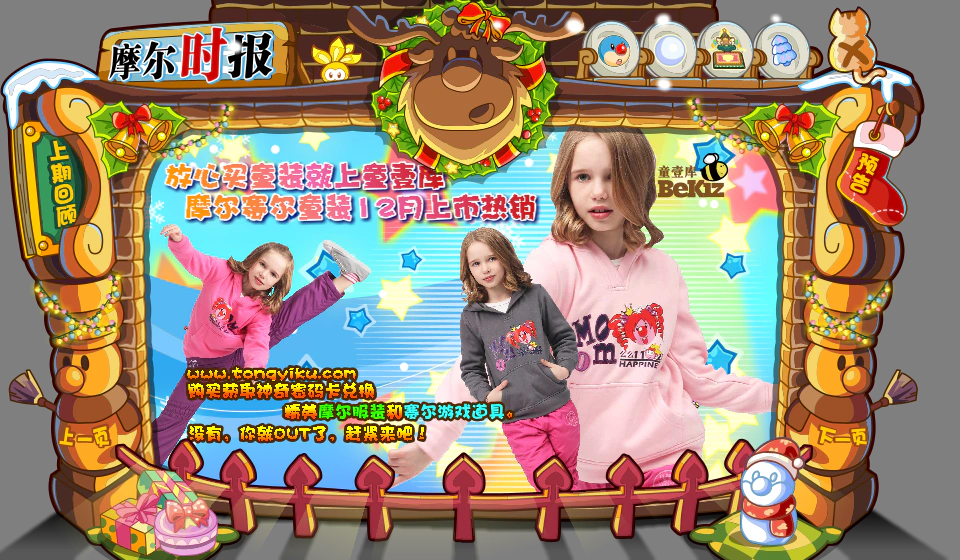 摩尔时报
上期回顾
预告
放心买童装就上童壹库
摩尔赛尔童装12月上市热销
童壹库
BeKiz
MO
m
2211
HAPPINE
www.tongyiku.com
购买获取神奇密码卡兑换
精美摩尔服装和赛尔游戏道具。
没有，你就OUT了，赶紧来吧！
上一页
下一页